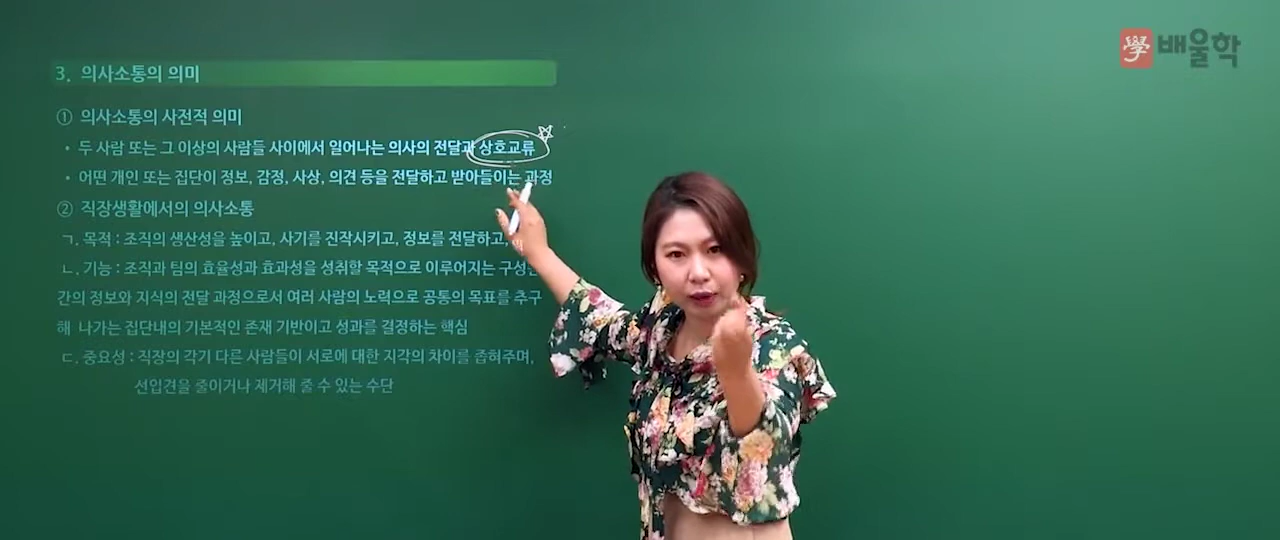 學 배울학
3. 의사소통의 의미
① 의사소통의 사전적 의미
• 두 사람 또는 그 이상의 사람들 사이에서 일어나는 의사의 전달과 상호교류
• 어떤 개인 또는 집단이 정보, 감정, 사상, 의견 등을 전달하고 받아들이는 과정
② 직장생활에서의 의사소통
ㄱ. 목적 : 조직의 생산성을 높이고, 사기를 진작시키고, 정보를 전달하고,
ㄴ. 기능 : 조직과 팀의 효율성과 효과성을 성취할 목적으로 이루어지는
간의 정보와 지식의 전달 과정으로서 여러 사람의 노력으로 공통의 목표를 추구
해 나가는 집단내의 기본적인 존재 기반이고 성과를 결정하는 핵심
ㄷ. 중요성 : 직장의 각기 다른 사람들이 서로에 대한 지각의 차이를 좁혀주며,
선입견을 줄이거나 제거해 줄 수 있는 수단